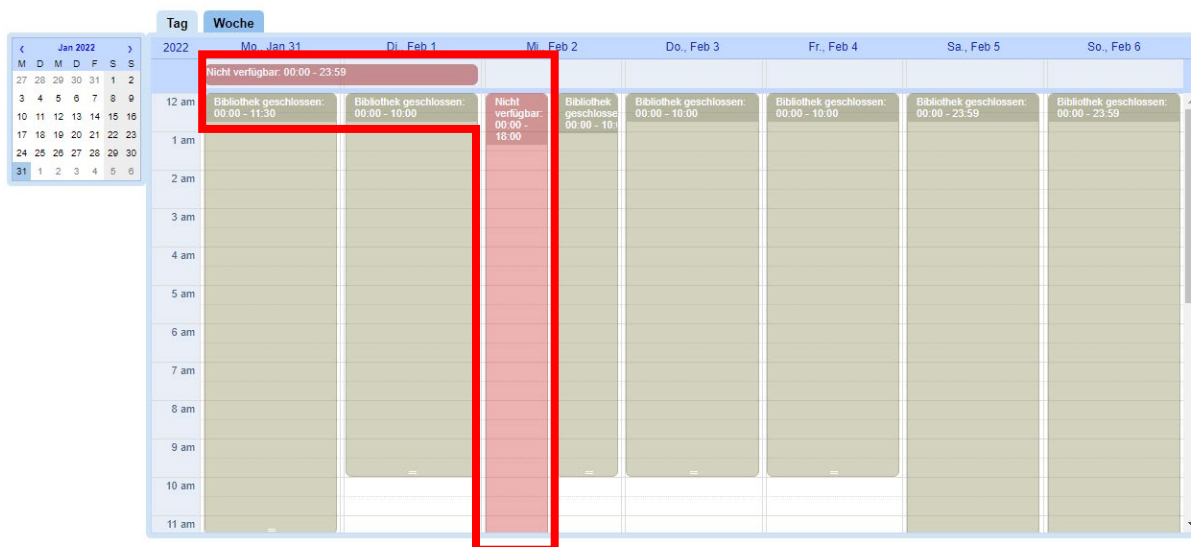 Tag Woche
‹ Jan 2022 ›
M D M D F S S
27 28 29 30 31 1 2
3 4 5 6 7 8 9
10 11 12 13 14 15 16
17 18 19 20 21 22 23
24 25 26 27 28 29 30
31 1 2 3 4 5 6
2022 Mo., Jan 31 Di., Feb 1 Mi., Feb 2 Do., Feb 3 Fr., Feb 4 Sa., Feb 5 So., Feb 6
Nicht verfügbar: 00:00 - 23:59
Bibliothek geschlossen:
00:00 - 11:30
Bibliothek geschlossen:
00:00 - 10:00
Nicht
verfügbar:
00:00 -
18:00
Bibliothek
geschlosse
00:00 - 10:
Bibliothek geschlossen:
00:00 - 10:00
Bibliothek geschlossen:
00:00 - 10:00
Bibliothek geschlossen:
00:00 - 23:59
Bibliothek geschlossen:
00:00 - 23:59
12 am
1 am
2 am
3 am
4 am
5 am
6 am
7 am
8 am
9 am
10 am
11 am